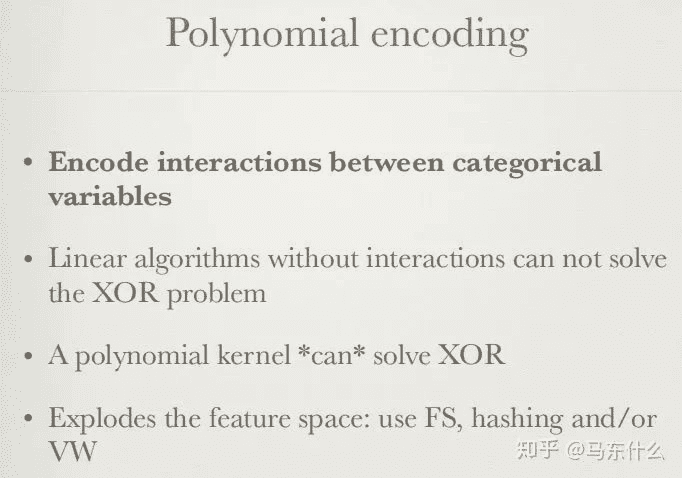 Polynomial encoding
• Encode interactions between categorical
variables
• Linear algorithms without interactions can not solve
the XOR problem
• A polynomial kernel *can* solve XOR
• Explodes the feature space: use FS, hashing and/or
VW
知乎 @马东什么